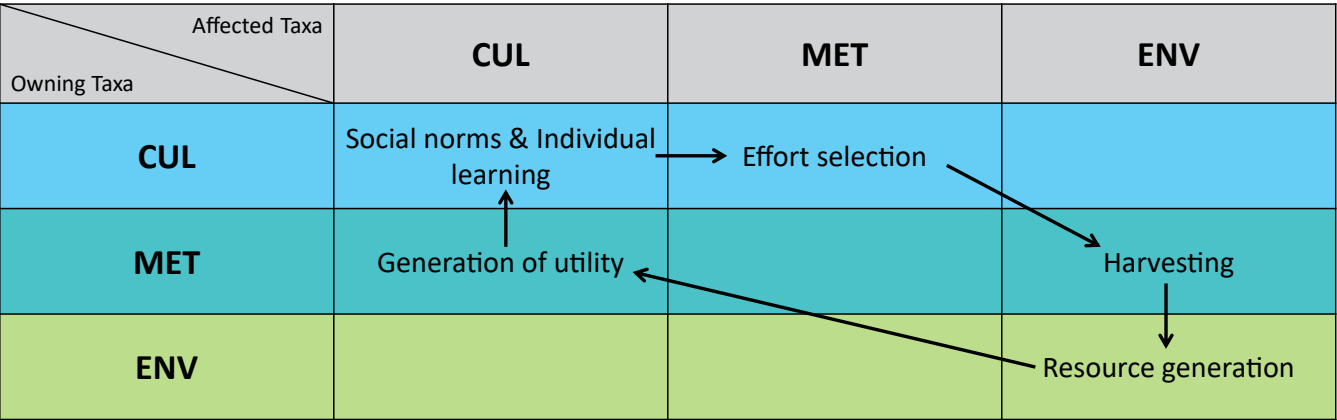 Affected Taxa
Owning Taxa
CUL
MET
ENV
CUL
Social norms & Individual
learning
Effort selection
MET
Generation of utility
Harvesting
ENV
Resource generation